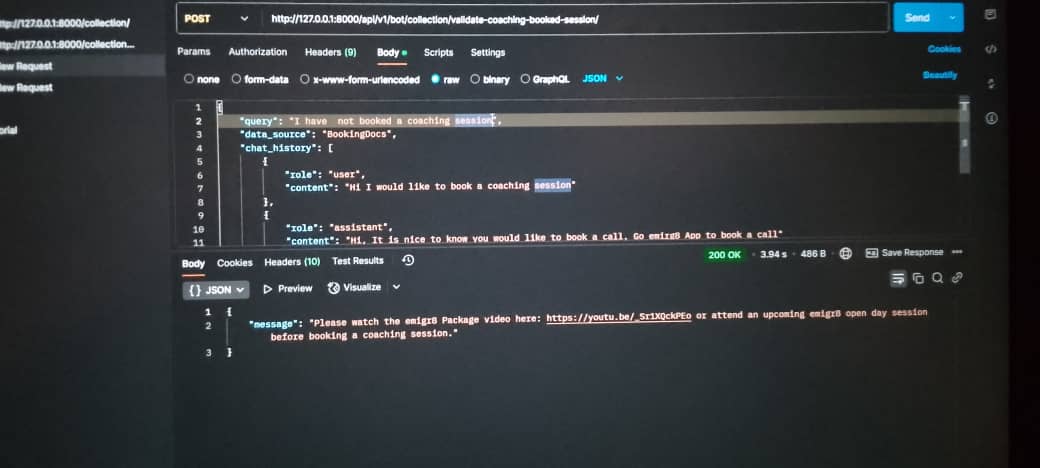 ttp://127.0.0.1:8000/collection/
ttp://127.0.0.1:8000/collection...
ew Request
ew Request
orial
POST
http://127.0.0.1:8000/api/v1/bot/collection/validate-coaching-booked-session/
Send
Params Authorization Headers (9) Body Scripts Settings
Cookies
none form-data x-www-form-urlencoded raw binary GraphQL JSON
Beautify
1 {
2 "query": "I have  not booked a coaching session",
3 "data_source": "BookingDocs",
4 "chat_history": [
5 {
6 "role": "user",
7 "content": "Hi I would like to book a coaching session"
8 },
9 {
10 "role": "assistant",
11 "content": "Hi, It is nice to know you would like to book a call. Go emigr8 App to book a call"
Body Cookies Headers (10) Test Results
200 OK · 3.94 s · 486 B · Save Response
{} JSON Preview Visualize
1 {
2 "message": "Please watch the emigr8 Package video here: https://youtu.be/_Sr1XQckPEo or attend an upcoming emigr8 open day session
before booking a coaching session."
3 }